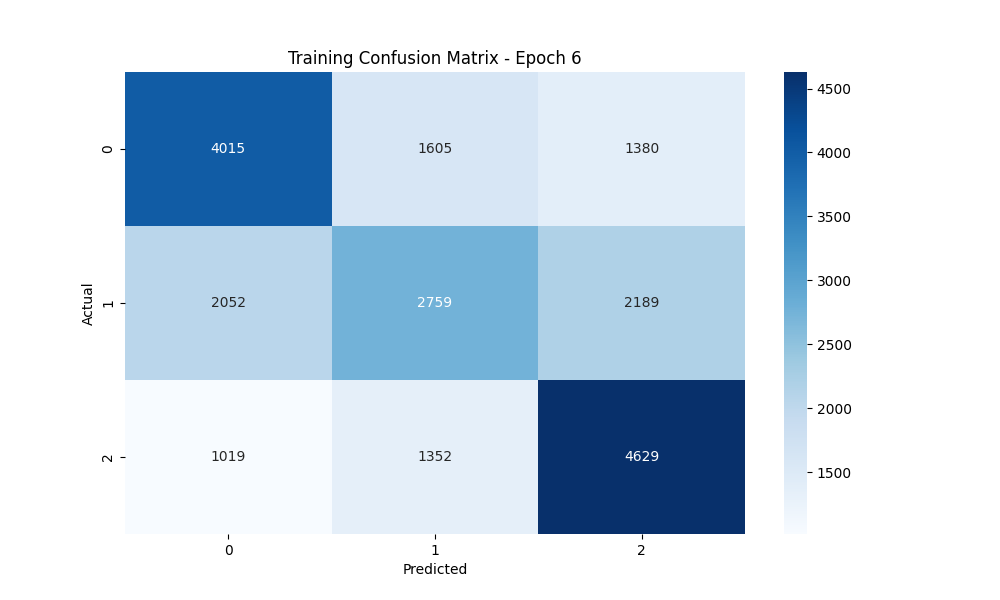 Training Confusion Matrix - Epoch 6
4015 1605 1380
2052 2759 2189
1019 1352 4629
0
1
2
Actual
0 1 2
Predicted
4500
4000
3500
3000
2500
2000
1500